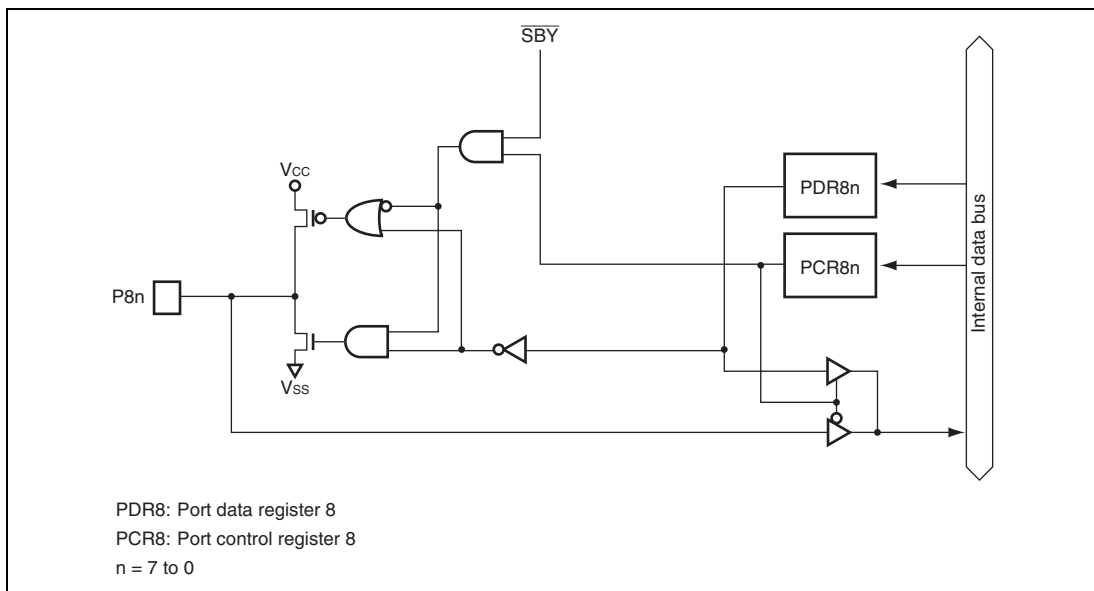 SBY
VCC
PDR8n
PCR8n
Internal data bus
P8n
VSS
PDR8: Port data register 8
PCR8: Port control register 8
n = 7 to 0